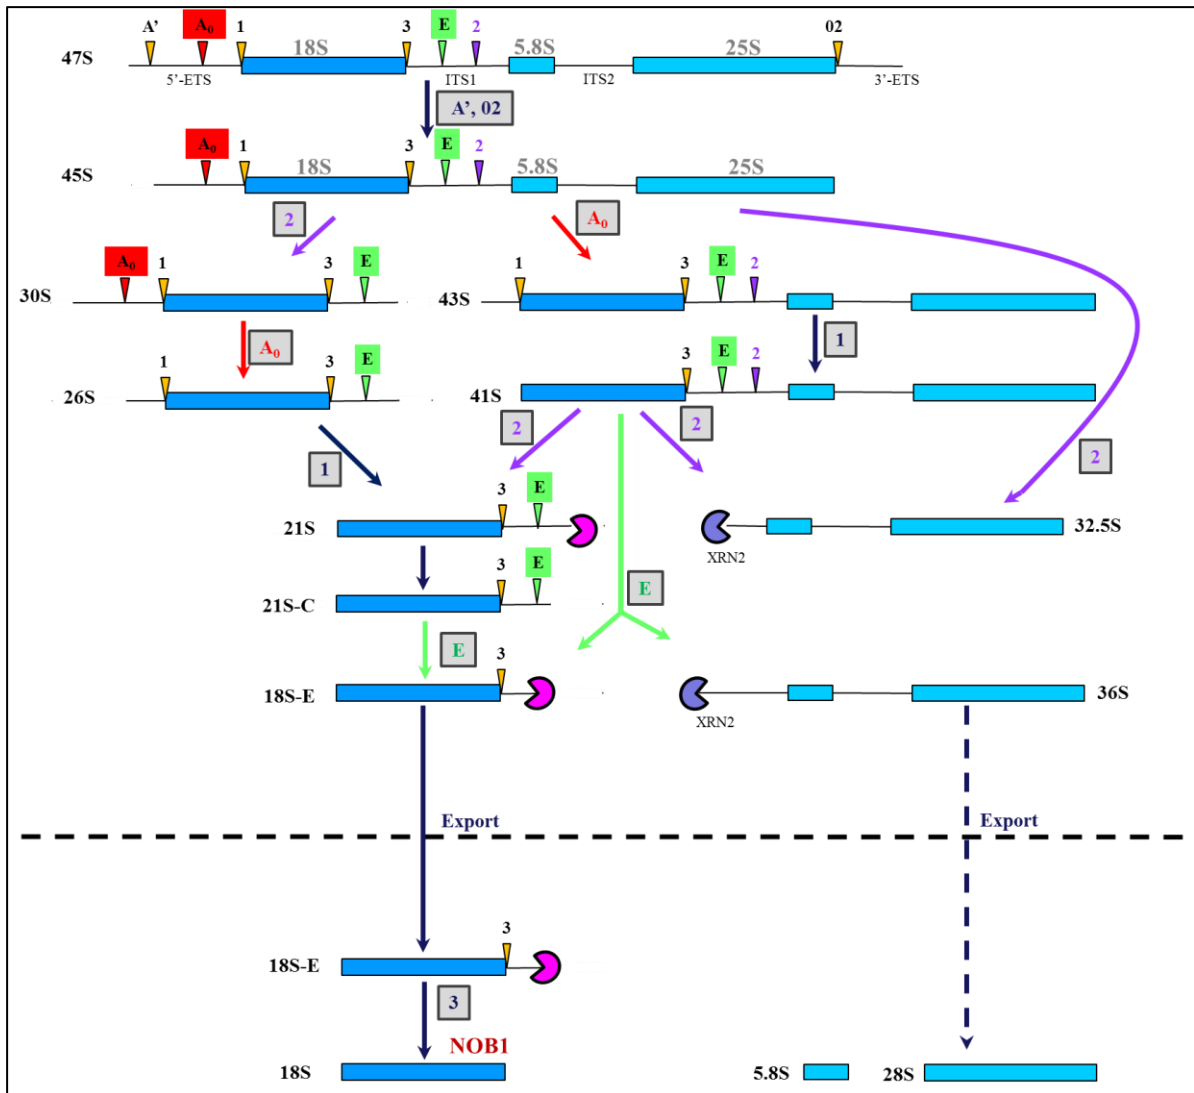 A' A₀ 1 18S 3 E 2 5.8S 25S 02
47S
5'-ETS ITS1 ITS2 3'-ETS
A', 02
A₀ 1 18S 3 E 2 5.8S 25S
45S
2 A₀
A₀ 1 3 E 1 3 E 2
30S 43S
A₀ 1
1 3 E 3 E 2
26S 41S
2 2 2
1
3 E
21S 32.5S
XRN2
3 E
21S-C E
E 3
18S-E 36S
XRN2
Export Export
3
18S-E
3
NOB1
18S 5.8S 28S